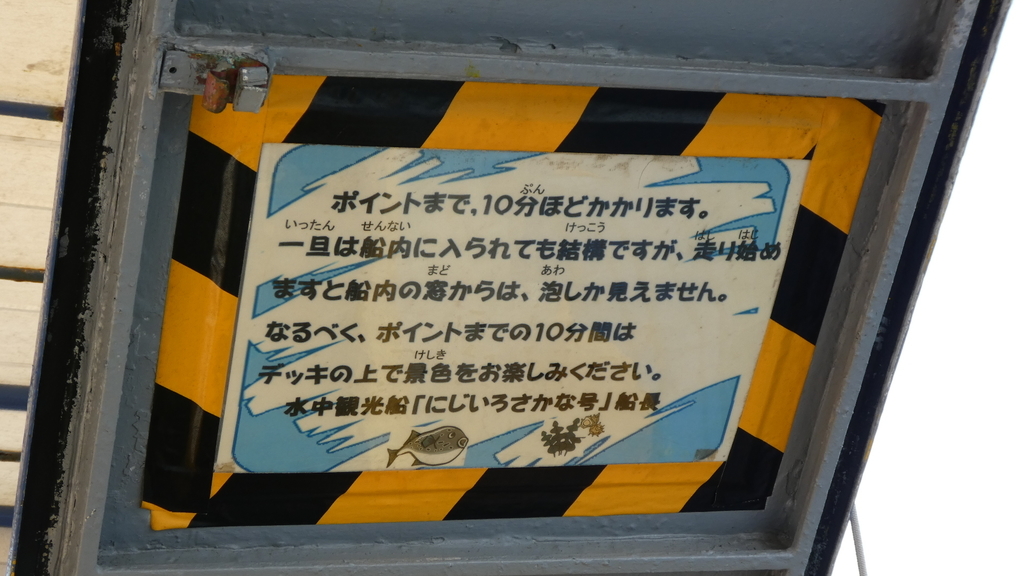 ポイントまで､10分ほどかかります。
一旦は船内に入られても結構ですが、走り始め
ますと船内の窓からは、泡しか見えません。
なるべく、ポイントまでの10分間は
デッキの上で景色をお楽しみください。
水中観光船｢にじいろさかな号｣船長